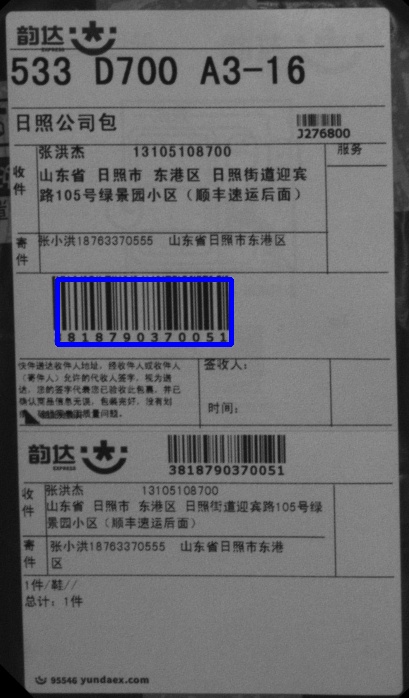 韵达
EXPRESS
533 D700 A3-16
日照公司包
J276800
收件
张洪杰 13105108700
服务
山东省 日照市 东港区 日照街道迎宾
路105号绿景园小区（顺丰速运后面）
寄件
张小洪18763370555 山东省日照市东港区
3818790370051
快件送达收件人地址，经收件人或收件人
（寄件人）允许的代收人签字，视为送
达，您的签字代表您已验收此包裹，并已
确认商品信息无误，包装完好，没有划
质量问题。
签收人：
时间：
韵达
EXPRESS
3818790370051
收件
张洪杰 13105108700
山东省 日照市 东港区 日照街道迎宾路105号绿
景园小区（顺丰速运后面）
寄件
张小洪18763370555 山东省日照市东港
区
1件/鞋//
总计：1件
95546 yundaex.com